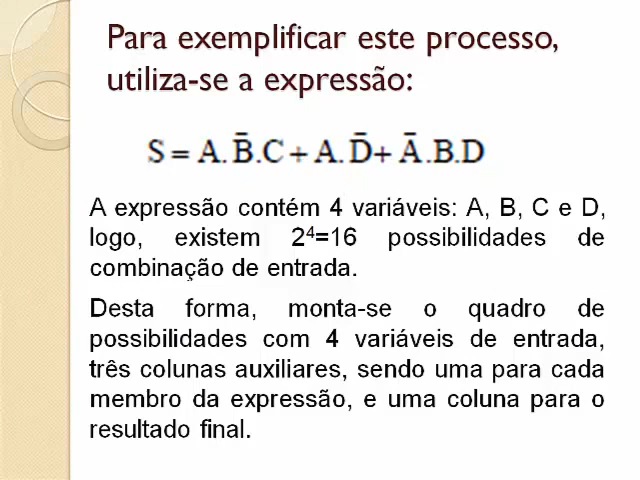 Para exemplificar este processo,
utiliza-se a expressão:
S = A. B̄.C + A. D̄+ Ā .B.D
A expressão contém 4 variáveis: A, B, C e D,
logo, existem 2⁴=16 possibilidades de
combinação de entrada.
Desta forma, monta-se o quadro de
possibilidades com 4 variáveis de entrada,
três colunas auxiliares, sendo uma para cada
membro da expressão, e uma coluna para o
resultado final.